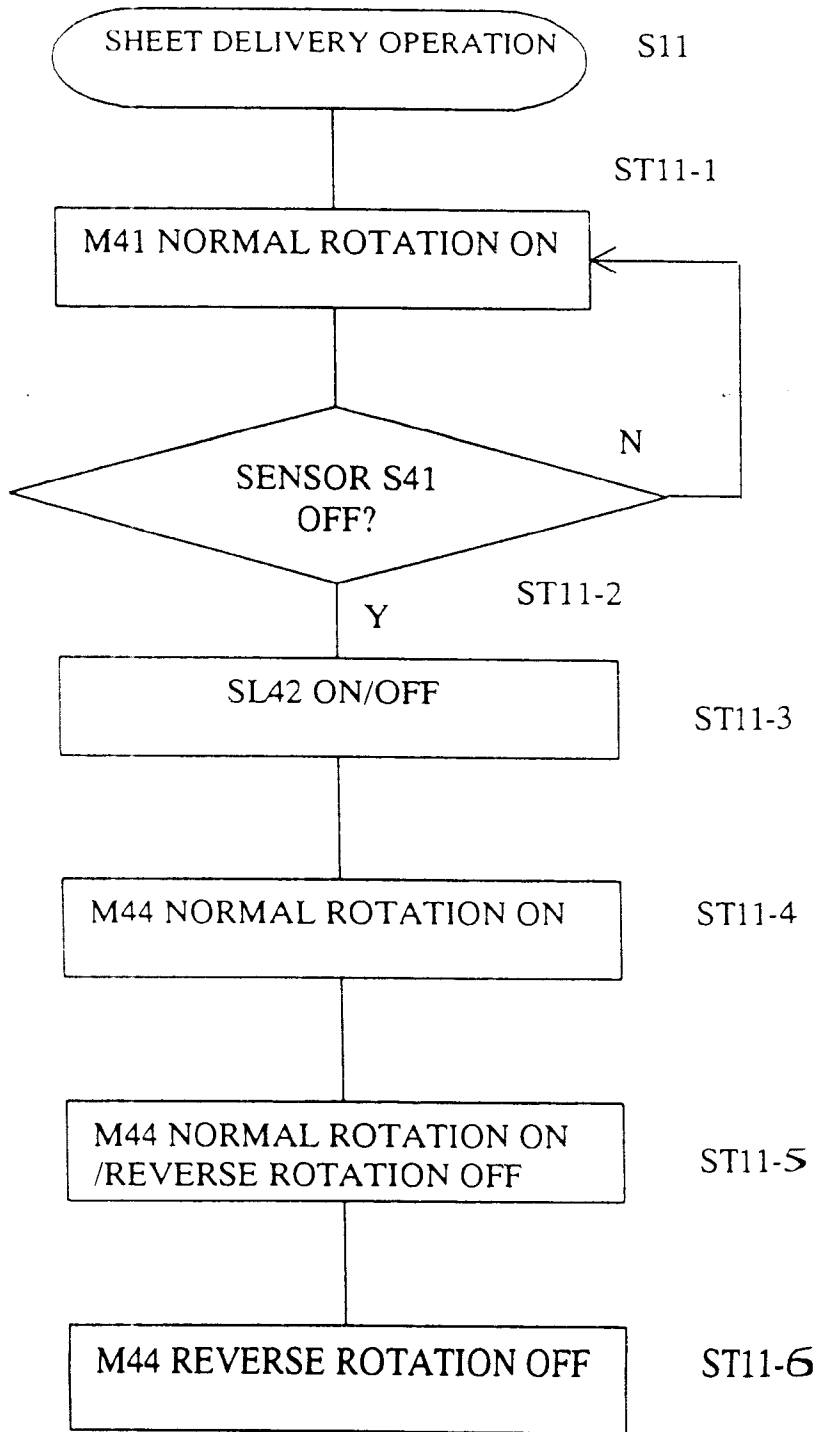 SHEET DELIVERY OPERATION
S11
ST11-1
M41 NORMAL ROTATION ON
N
SENSOR S41
OFF?
ST11-2
Y
SL42 ON/OFF
ST11-3
M44 NORMAL ROTATION ON
ST11-4
M44 NORMAL ROTATION ON
/REVERSE ROTATION OFF
ST11-5
M44 REVERSE ROTATION OFF
ST11-6